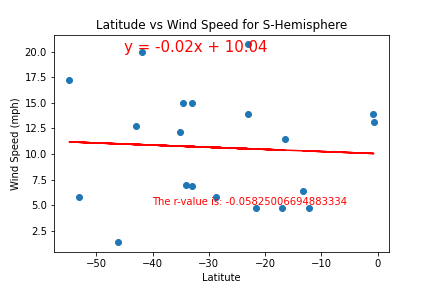 Latitude vs Wind Speed for S-Hemisphere
y = -0.02x + 10.04
The r-value is: -0.05825006694883334
Wind Speed (mph)
20.0
17.5
15.0
12.5
10.0
7.5
5.0
2.5
−50 −40 −30 −20 −10 0
Latitute